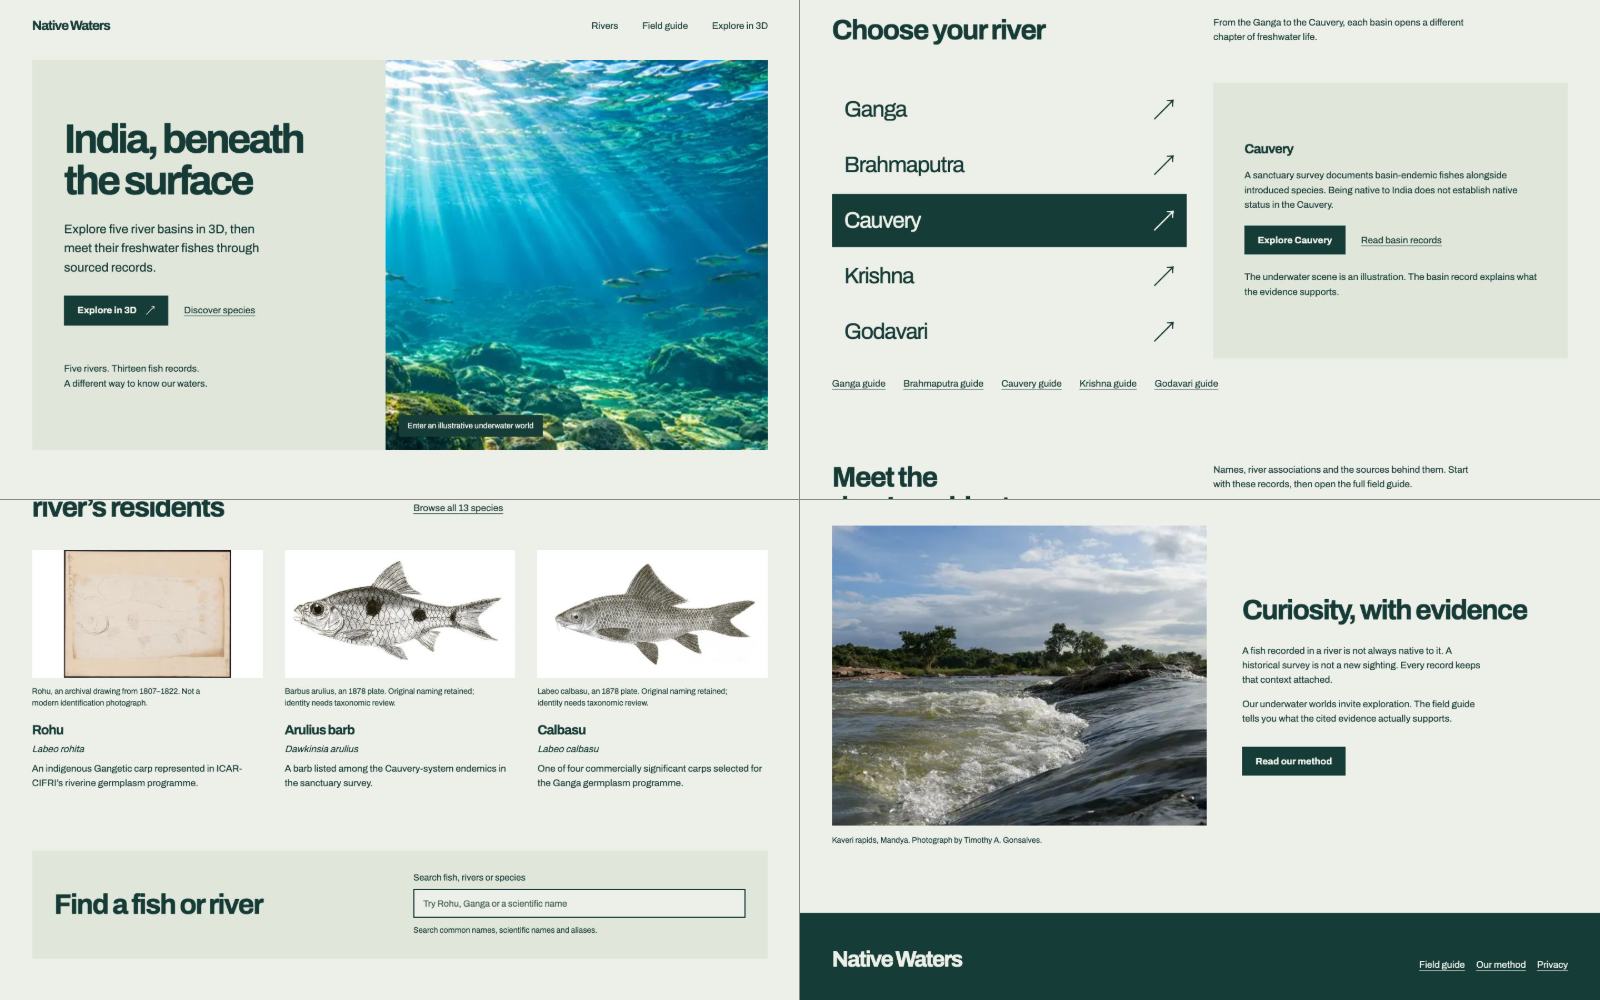 Native Waters
Rivers
Field guide
Explore in 3D
India, beneath
the surface
Explore five river basins in 3D, then
meet their freshwater fishes through
sourced records.
Explore in 3D
Discover species
Five rivers. Thirteen fish records.
A different way to know our waters.
Enter an illustrative underwater world
Choose your river
From the Ganga to the Cauvery, each basin opens a different
chapter of freshwater life.
Ganga
Brahmaputra
Cauvery
Krishna
Godavari
Cauvery
A sanctuary survey documents basin-endemic fishes alongside
introduced species. Being native to India does not establish native
status in the Cauvery.
Explore Cauvery
Read basin records
The underwater scene is an illustration. The basin record explains what
the evidence supports.
Ganga guide
Brahmaputra guide
Cauvery guide
Krishna guide
Godavari guide
Meet the
Names, river associations and the sources behind them. Start
with these records, then open the full field guide.
river's residents
Browse all 13 species
Rohu, an archival drawing from 1807–1822. Not a
modern identification photograph.
Rohu
Labeo rohita
An indigenous Gangetic carp represented in ICAR-
CIFRI's riverine germplasm programme.
Barbus arulius, an 1878 plate. Original naming retained;
identity needs taxonomic review.
Arulius barb
Dawkinsia arulius
A barb listed among the Cauvery-system endemics in
the sanctuary survey.
Labeo calbasu, an 1878 plate. Original naming retained;
identity needs taxonomic review.
Calbasu
Labeo calbasu
One of four commercially significant carps selected for
the Ganga germplasm programme.
Find a fish or river
Search fish, rivers or species
Try Rohu, Ganga or a scientific name
Search common names, scientific names and aliases.
Kaveri rapids, Mandya. Photograph by Timothy A. Gonsalves.
Curiosity, with evidence
A fish recorded in a river is not always native to it. A
historical survey is not a new sighting. Every record keeps
that context attached.
Our underwater worlds invite exploration. The field guide
tells you what the cited evidence actually supports.
Read our method
Native Waters
Field guide
Our method
Privacy